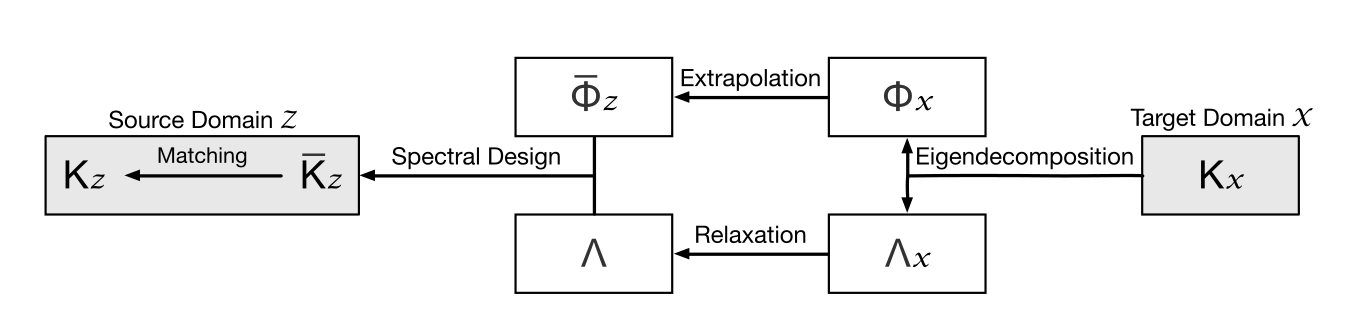 Source Domain 𝒵
K𝓏
Matching
K̅𝓏
Spectral Design
Φ̅𝓏
Λ
Extrapolation
Relaxation
Φ𝓍
Λ𝓍
Eigendecomposition
Target Domain 𝒳
K𝓍